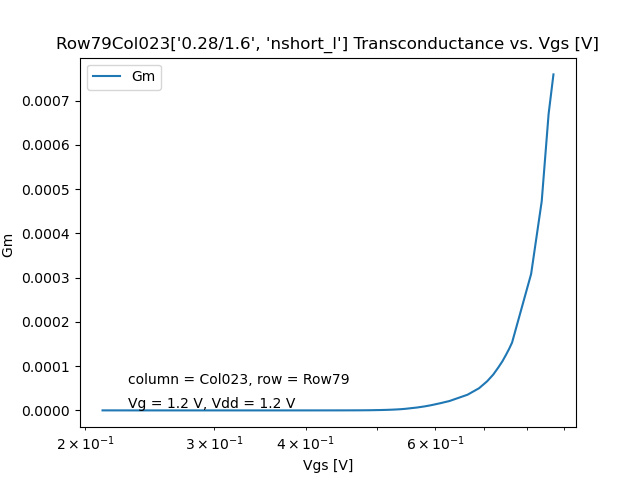 Row79Col023['0.28/1.6', 'nshort_l'] Transconductance vs. Vgs [V]
Gm
0.0007
0.0006
0.0005
0.0004
0.0003
0.0002
0.0001
0.0000
Gm
column = Col023, row = Row79
Vg = 1.2 V, Vdd = 1.2 V
2 × 10⁻¹ 3 × 10⁻¹ 4 × 10⁻¹ 6 × 10⁻¹
Vgs [V]